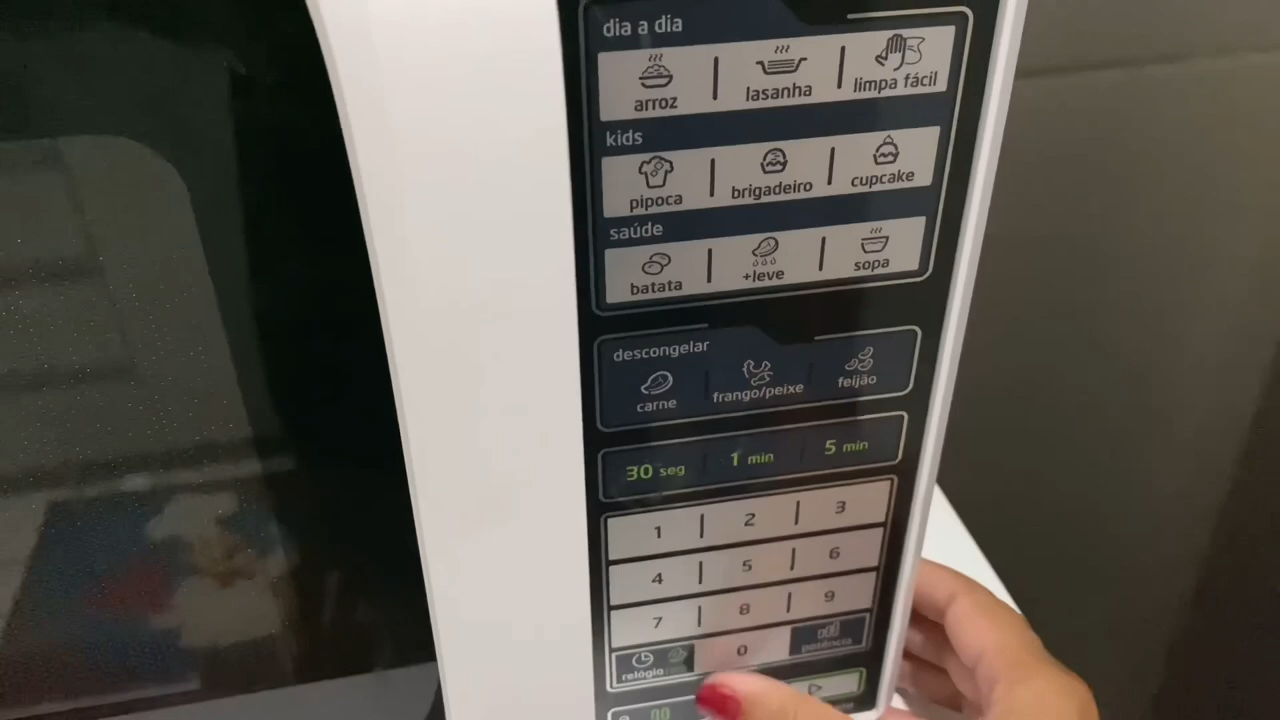 dia a dia
arroz lasanha limpa fácil
kids
pipoca brigadeiro cupcake
saúde
batata +leve sopa
descongelar
carne frango/peixe feijão
30 seg 1 min 5 min
1 2 3
4 5 6
7 8 9
relógio 0 potência